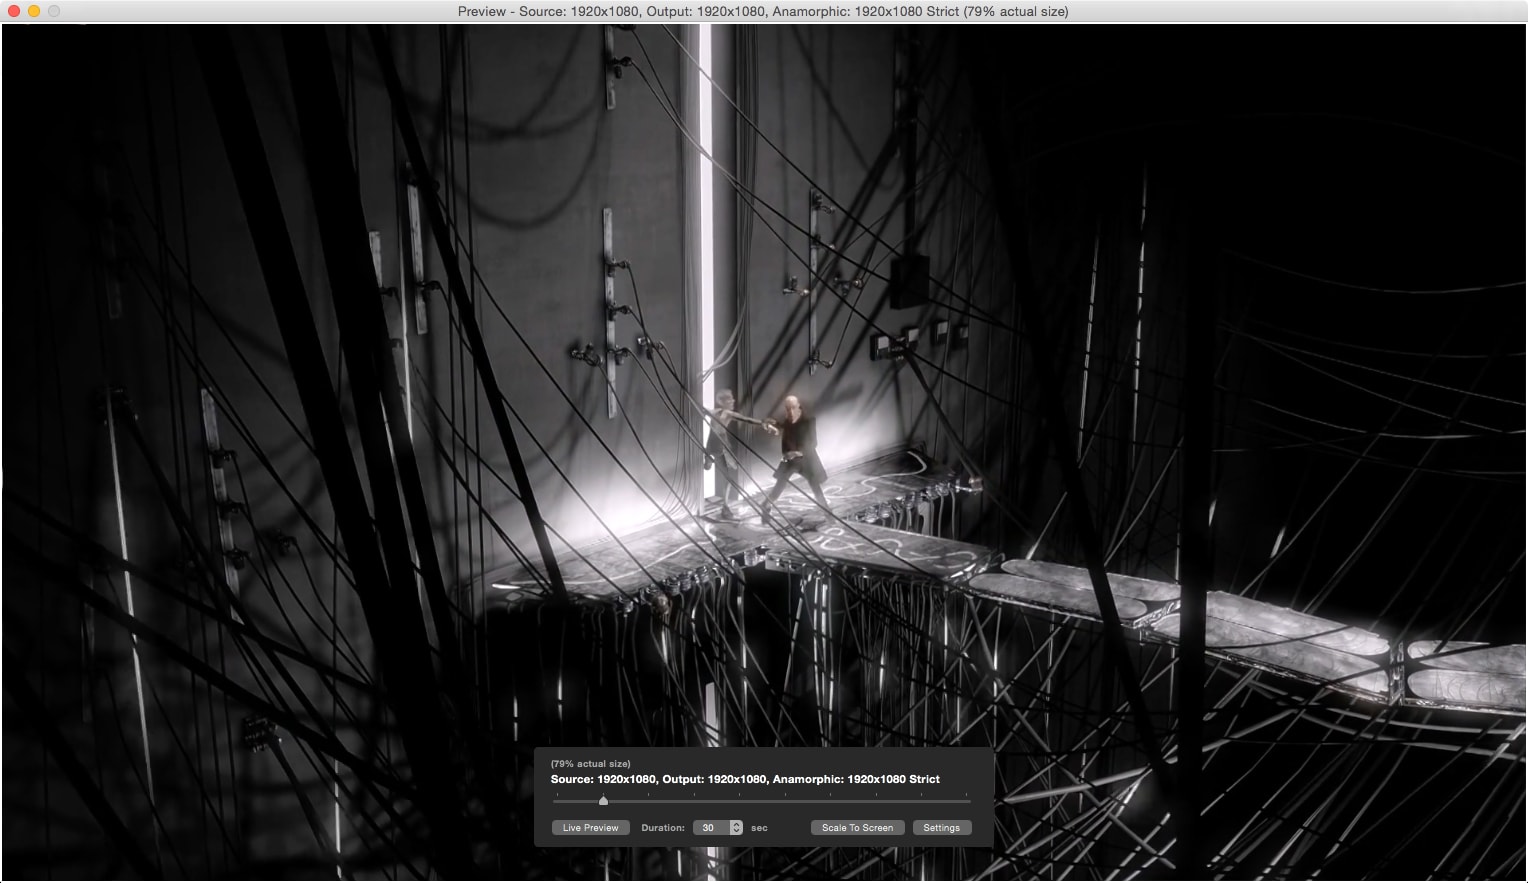 Preview - Source: 1920x1080, Output: 1920x1080, Anamorphic: 1920x1080 Strict (79% actual size)
(79% actual size)
Source: 1920x1080, Output: 1920x1080, Anamorphic: 1920x1080 Strict
Live Preview Duration: 30 sec Scale To Screen Settings